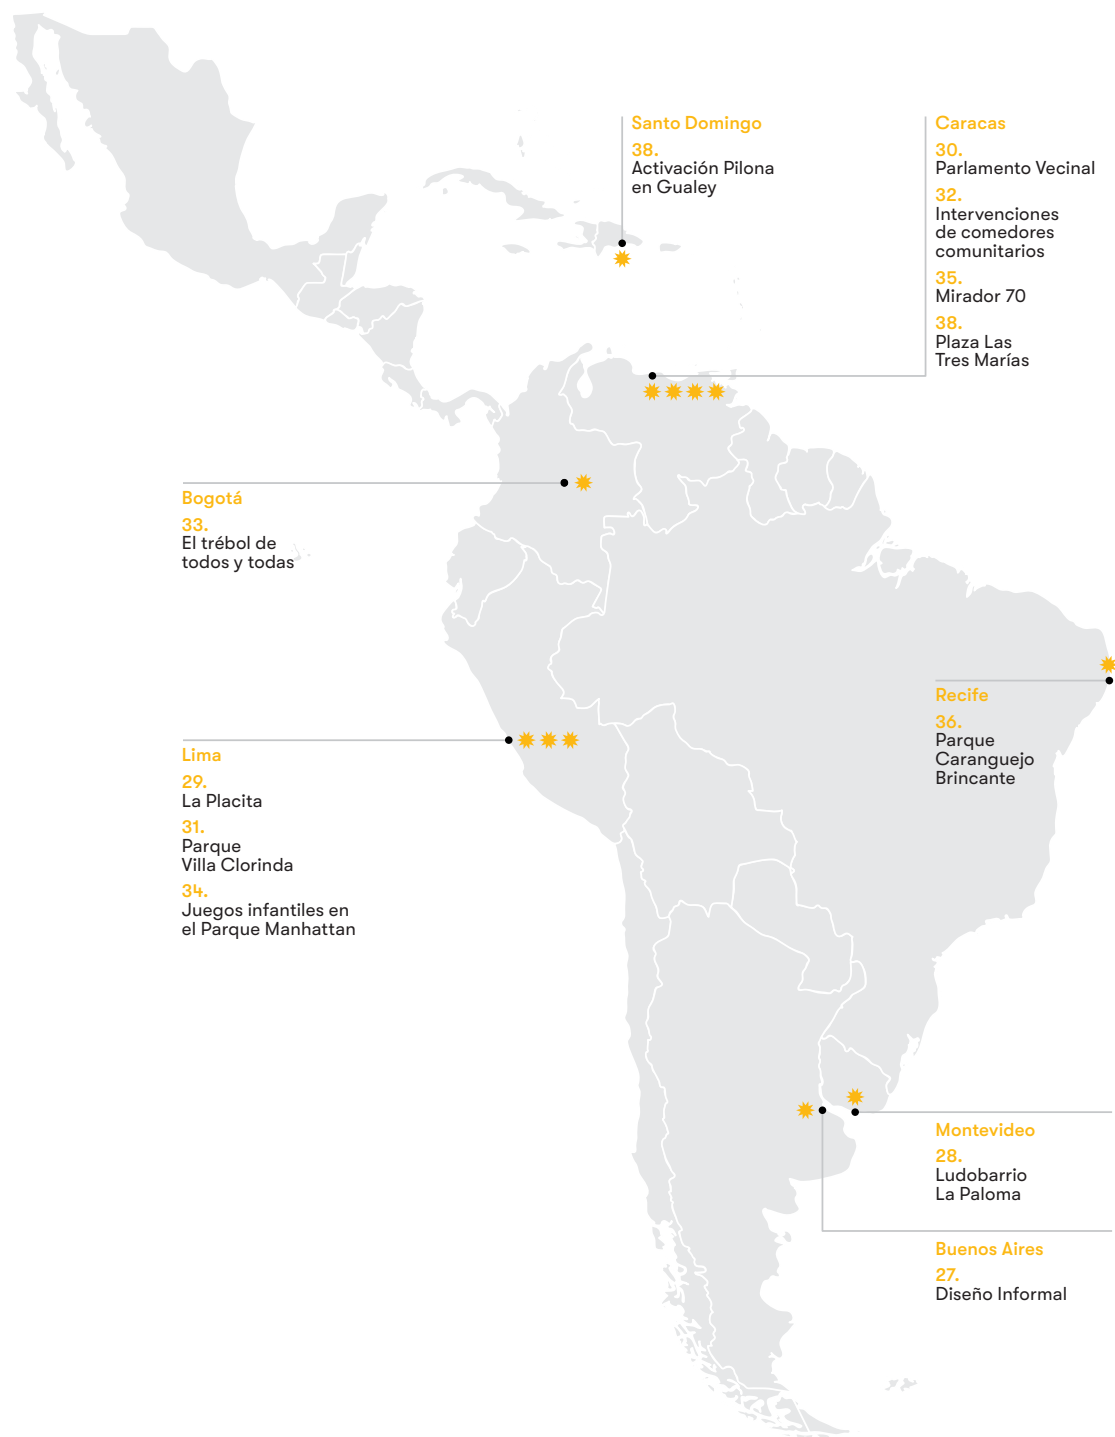 Santo Domingo
38.
Activación Pilona
en Gualey
Caracas
30.
Parlamento Vecinal
32.
Intervenciones
de comedores
comunitarios
35.
Mirador 70
38.
Plaza Las
Tres Marías
Bogotá
33.
El trébol de
todos y todas
Recife
36.
Parque
Caranguejo
Brincante
Lima
29.
La Placita
31.
Parque
Villa Clorinda
34.
Juegos infantiles en
el Parque Manhattan
Montevideo
28.
Ludobarrio
La Paloma
Buenos Aires
27.
Diseño Informal